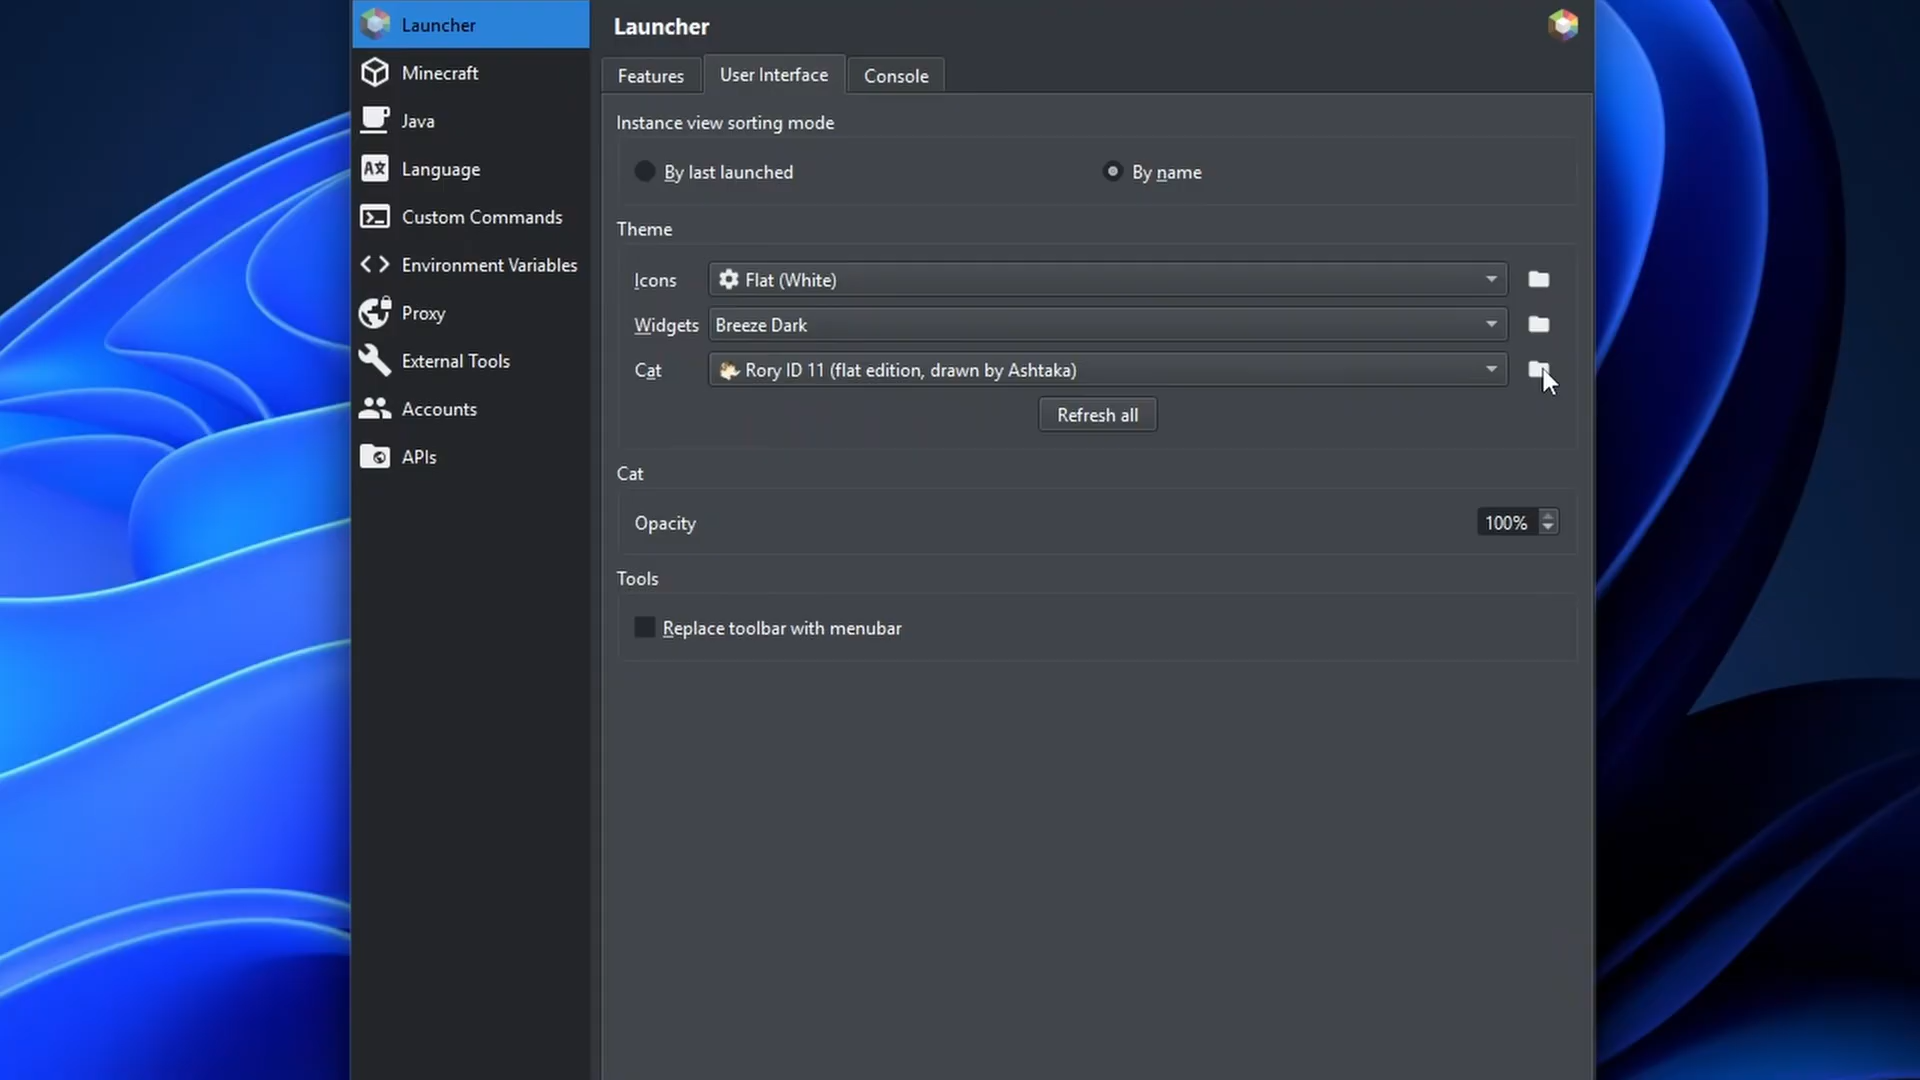 Launcher
Minecraft
Java
Language
Custom Commands
Environment Variables
Proxy
External Tools
Accounts
APIs
Launcher
Features
User Interface
Console
Instance view sorting mode
By last launched
By name
Theme
Icons
Flat (White)
Widgets
Breeze Dark
Cat
Rory ID 11 (flat edition, drawn by Ashtaka)
Refresh all
Cat
Opacity
100%
Tools
Replace toolbar with menubar